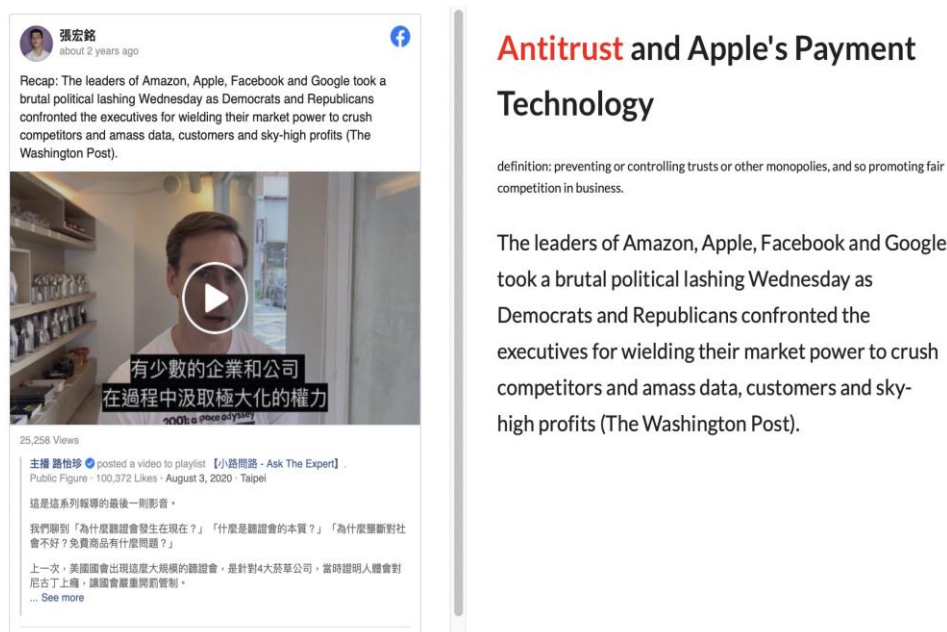 張宏銘
about 2 years ago
Recap: The leaders of Amazon, Apple, Facebook and Google took a
brutal political lashing Wednesday as Democrats and Republicans
confronted the executives for wielding their market power to crush
competitors and amass data, customers and sky-high profits (The
Washington Post).
有少數的企業和公司
在過程中汲取極大化的權力
2001: a pace odyssey
25,258 Views
主播 路怡珍 posted a video to playlist 【小路問路 - Ask The Expert】.
Public Figure · 100,372 Likes · August 3, 2020 · Taipei
這是這系列報導的最後一則影音。
我們聊到「為什麼聽證會發生在現在？」「什麼是聽證會的本質？」「為什麼壟斷對社
會不好？免費商品有什麼問題？」
上一次，美國國會出現這麼大規模的聽證會，是針對4大菸草公司，當時證明人體會對
尼古丁上癮，讓國會嚴重開罰管制。
... See more
Antitrust and Apple's Payment
Technology
definition: preventing or controlling trusts or other monopolies, and so promoting fair
competition in business.
The leaders of Amazon, Apple, Facebook and Google
took a brutal political lashing Wednesday as
Democrats and Republicans confronted the
executives for wielding their market power to crush
competitors and amass data, customers and sky-
high profits (The Washington Post).